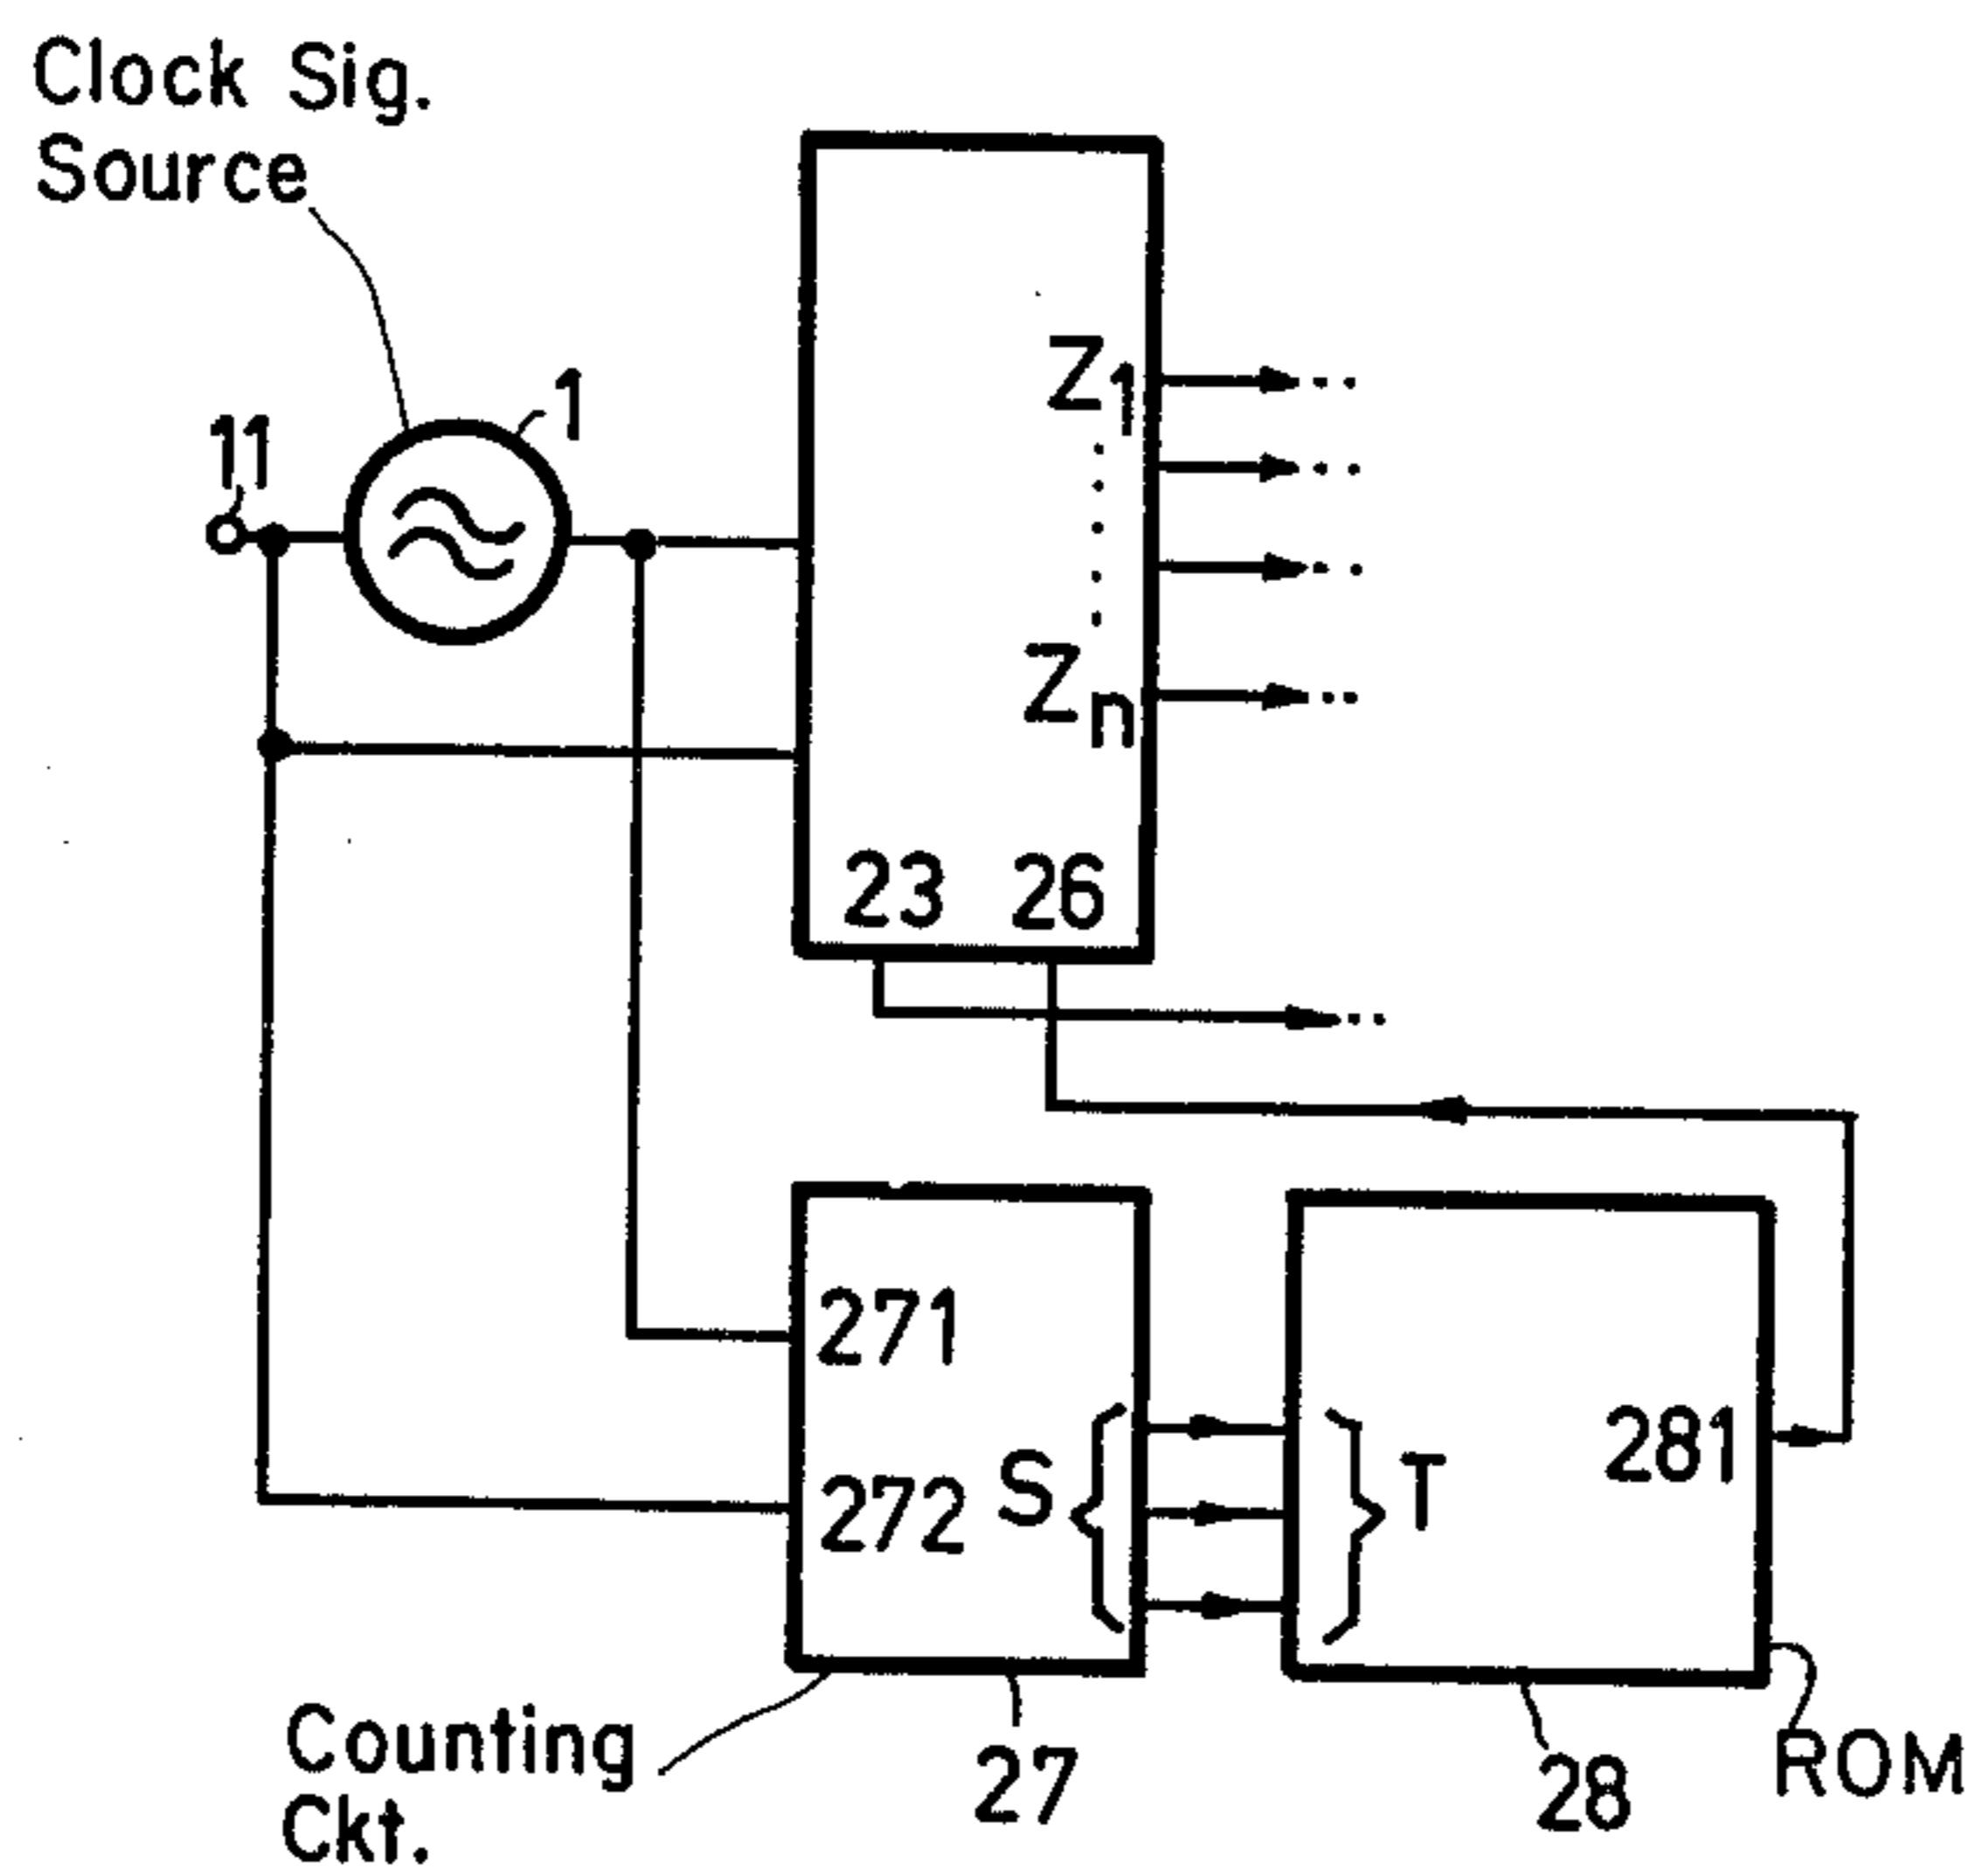 Clock Sig.
Source
1
11
Z1
Zn
23 26
271
272
S
T
281
Counting
Ckt.
27
28
ROM